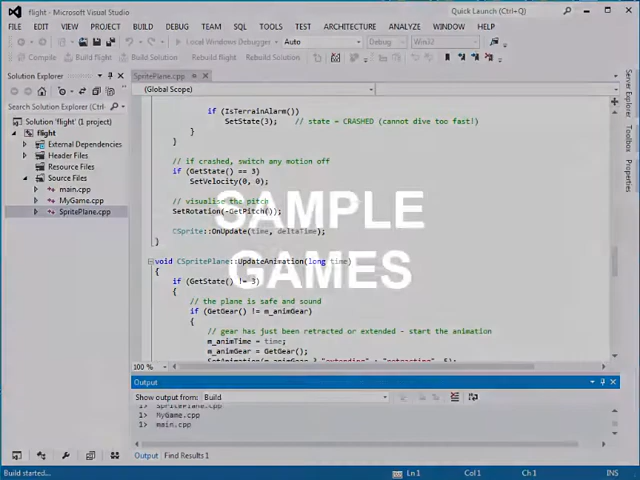 flight - Microsoft Visual Studio
Quick Launch (Ctrl+Q)
FILE EDIT VIEW PROJECT BUILD DEBUG TEAM SQL TOOLS TEST ARCHITECTURE ANALYZE WINDOW HELP
Local Windows Debugger Auto Debug Win32
Compile Build flight Build Solution Rebuild flight Rebuild Solution
Solution Explorer
Search Solution Explorer (Ctrl+
Solution 'flight' (1 project)
flight
External Dependencies
Header Files
Resource Files
Source Files
main.cpp
MyGame.cpp
SpritePlane.cpp
SpritePlane.cpp
(Global Scope)
if (IsTerrainAlarm())
SetState(3); // state = CRASHED (cannot dive too fast!)
}
}
// if crashed, switch any motion off
if (GetState() == 3)
SetVelocity(0, 0);
// visualise the pitch
SetRotation(-GetPitch());
CSprite::OnUpdate(time, deltaTime);
}
void CSpritePlane::UpdateAnimation(long time)
{
if (GetState() != 3)
{
// the plane is safe and sound
if (GetGear() != m_animGear)
{
// gear has just been retracted or extended - start the animation
m_animTime = time;
m_animGear = GetGear();
SetAnimation(m_animGear ? "extending" : "retracting", 5);
SAMPLE
GAMES
100 %
Server Explorer
Toolbox
Properties
Output
Show output from: Build
1> SpritePlane.cpp
1> MyGame.cpp
1> main.cpp
Output Find Results 1
Build started... Ln 1 Col 1 Ch 1 INS